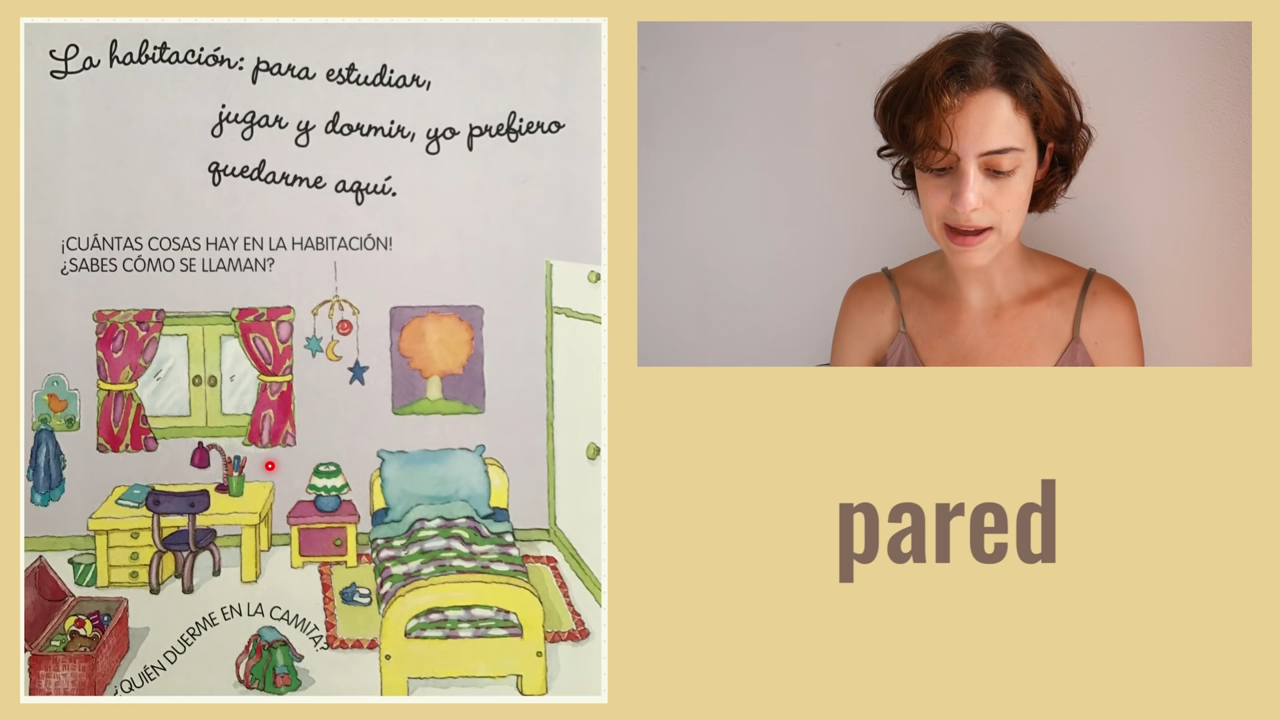 La habitación: para estudiar,
jugar y dormir, yo prefiero
quedarme aquí.
¡CUÁNTAS COSAS HAY EN LA HABITACIÓN!
¿SABES CÓMO SE LLAMAN?
¿QUIÉN DUERME EN LA CAMITA?
pared